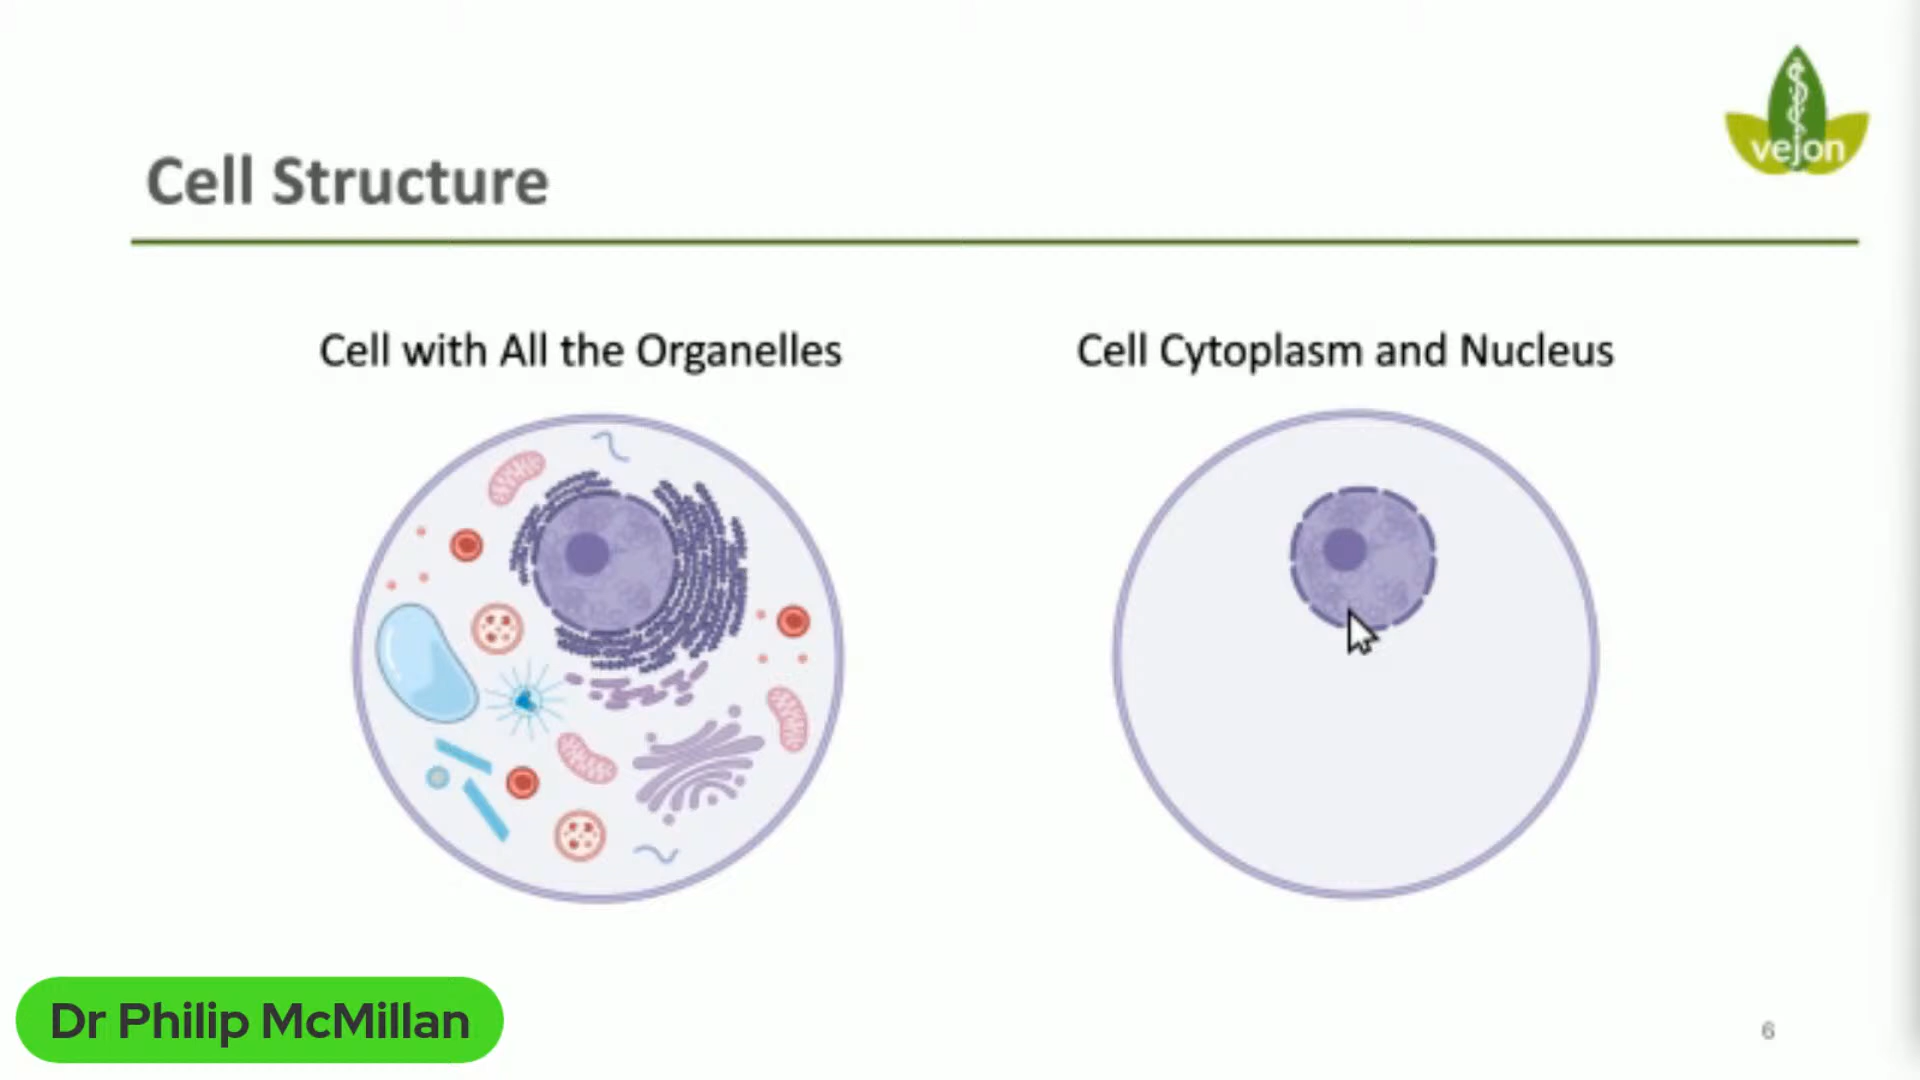 vejon
Cell Structure
Cell with All the Organelles
Cell Cytoplasm and Nucleus
Dr Philip McMillan
6